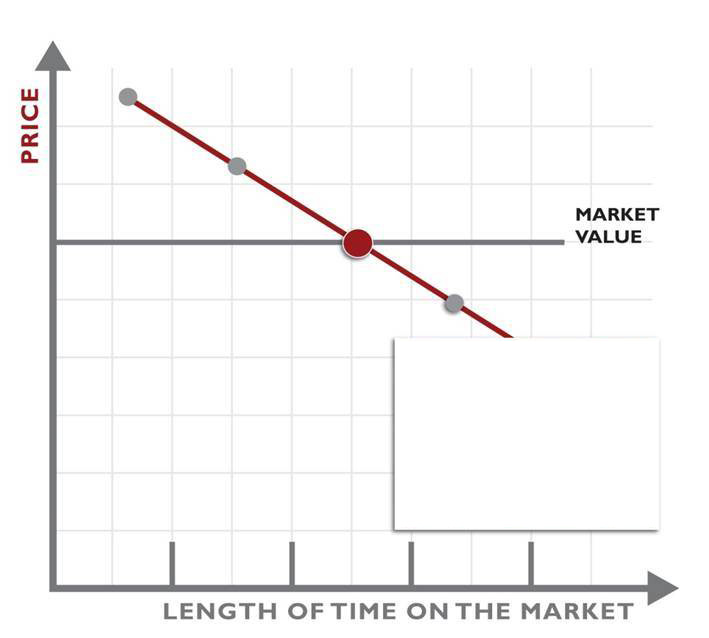 PRICE
MARKET
VALUE
LENGTH OF TIME ON THE MARKET